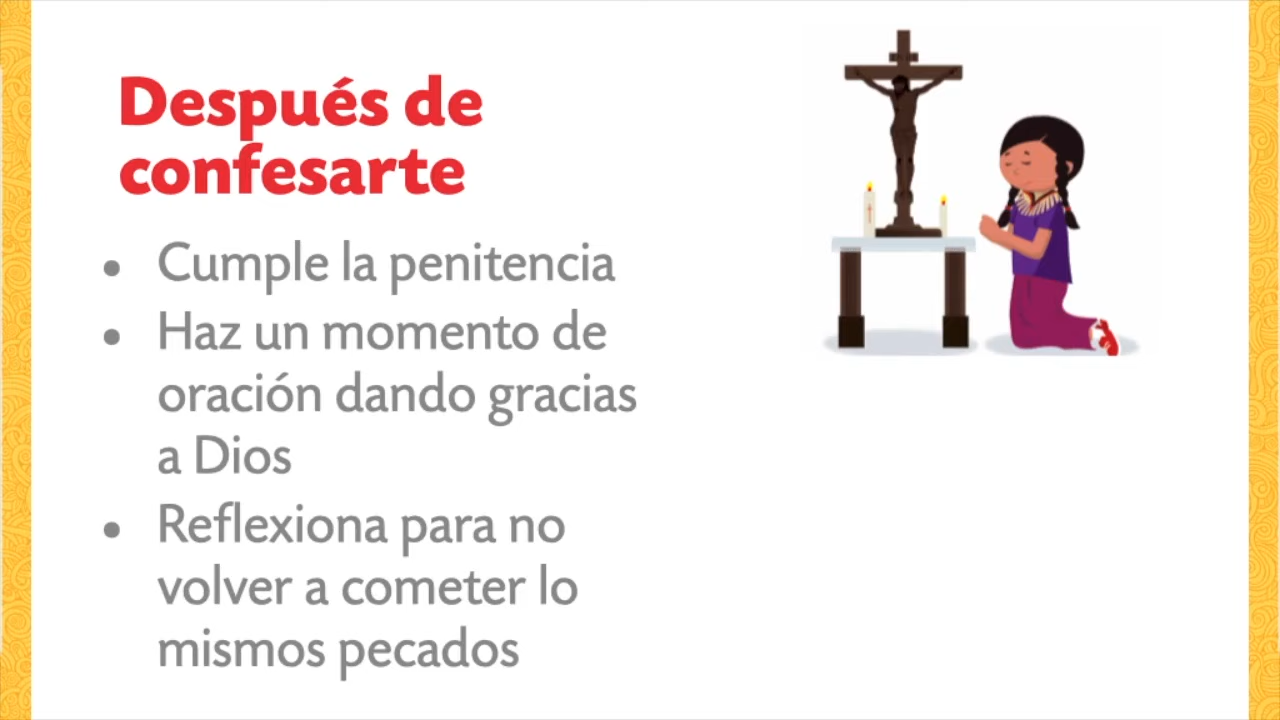 Después de
confesarte
• Cumple la penitencia
• Haz un momento de
oración dando gracias
a Dios
• Reflexiona para no
volver a cometer lo
mismos pecados